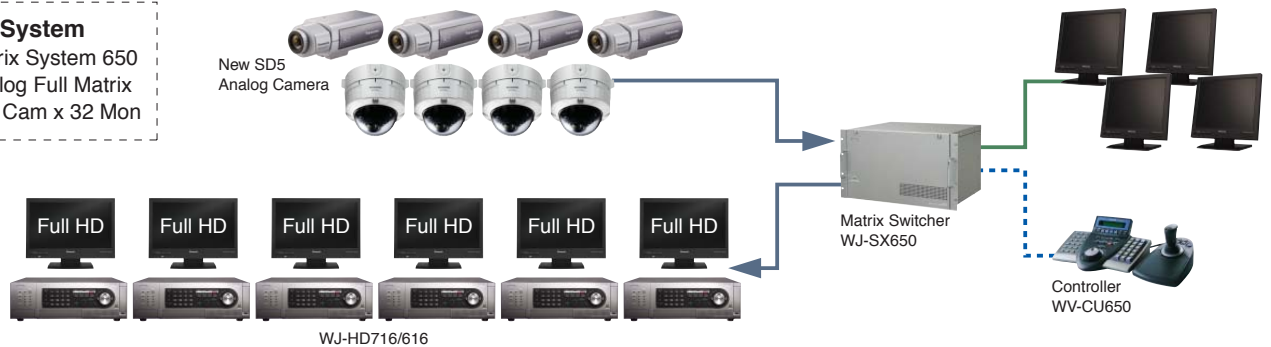 System
rix System 650
log Full Matrix
Cam x 32 Mon
New SD5
Analog Camera
Matrix Switcher
WJ-SX650
Controller
WV-CU650
Full HD
Full HD
Full HD
Full HD
Full HD
Full HD
WJ-HD716/616